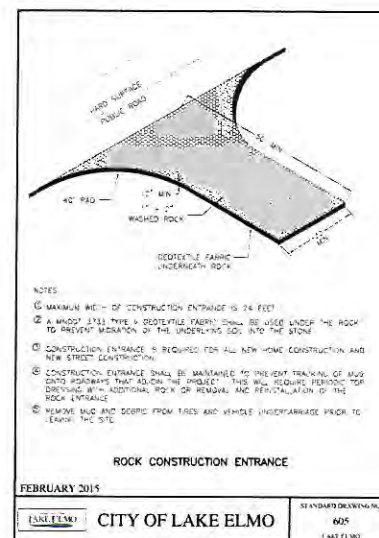 HARD SURFACE
PUBLIC ROAD
50' MIN
40' RAD
MIN
WASHED ROCK
GEOTEXTILE FABRIC
UNDERNEATH ROCK
NOTES
① MAXIMUM WIDTH OF CONSTRUCTION ENTRANCE IS 24 FEET
② A MNDOT 3733 TYPE GEOTEXTILE FABRIC SHALL BE USED UNDER THE ROCK
TO PREVENT MIGRATION OF THE UNDERLYING SOIL INTO THE STONE
③ CONSTRUCTION ENTRANCE IS REQUIRED FOR ALL NEW HOME CONSTRUCTION AND
NEW STREET CONSTRUCTION
④ CONSTRUCTION ENTRANCE SHALL BE MAINTAINED TO PREVENT TRACKING OF MUD
ONTO ROADWAYS THAT ADJOIN THE PROJECT. THIS WILL REQUIRE PERIODIC TOP
DRESSING WITH ADDITIONAL ROCK OR REMOVAL AND REINSTALLATION OF THE
ROCK ENTRANCE
⑤ REMOVE MUD AND DEBRIS FROM TIRES AND VEHICLE UNDERCARRIAGE PRIOR TO
LEAVING THE SITE
ROCK CONSTRUCTION ENTRANCE
FEBRUARY 2015
LAKE ELMO
CITY OF LAKE ELMO
STANDARD DRAWING
605
LAKE ELMO